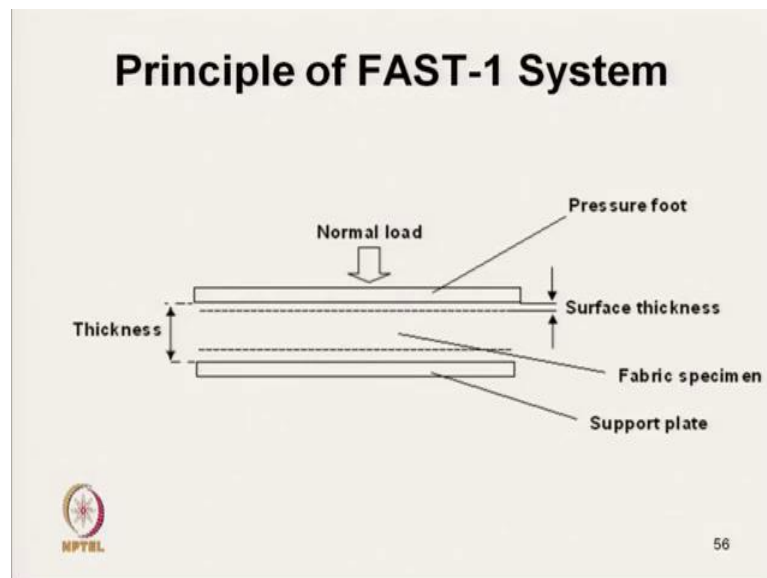 Principle of FAST-1 System
Pressure foot
Normal load
Surface thickness
Thickness
Fabric specimen
Support plate
NPTEL
56